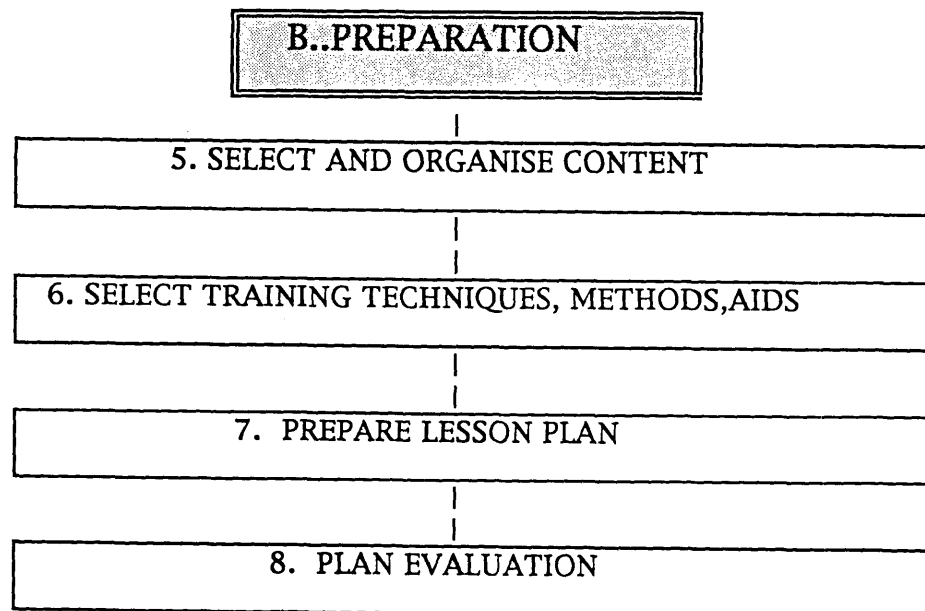 B..PREPARATION
5. SELECT AND ORGANISE CONTENT
6. SELECT TRAINING TECHNIQUES, METHODS,AIDS
7. PREPARE LESSON PLAN
8. PLAN EVALUATION